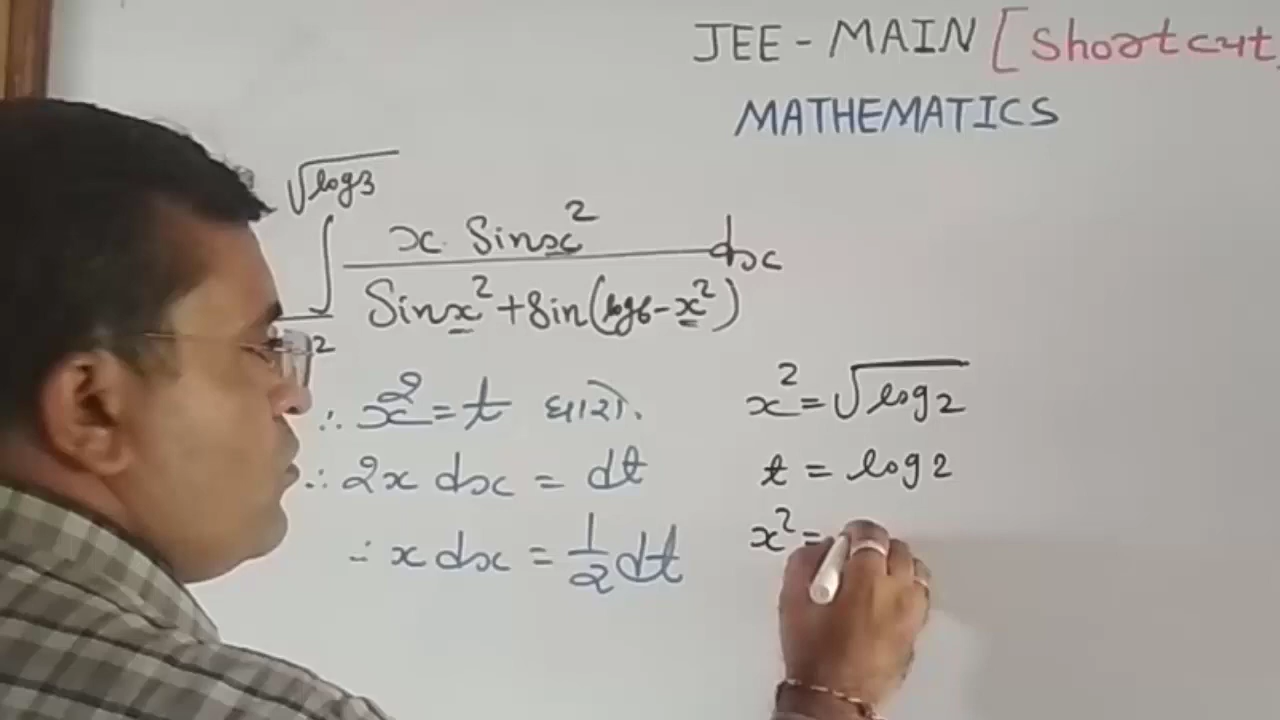 JEE - MAIN [Shortcut
MATHEMATICS
√log3
∫ x. Sinx² / Sinx² + Sin(log6 - x²) dx
2
∴ x² = t ધારો.
∴ 2x dx = dt
∴ x dx = 1/2 dt
x² = √log2
t = log2
x² =